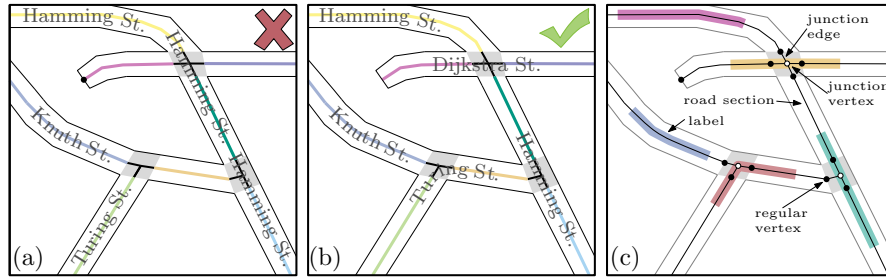 Hamming St.
Hamming St.
Knuth St.
Turing St.
Hamming St.
(a)
Hamming St.
Dijkstra St.
Knuth St.
Turing St.
Hamming St.
(b)
junction
edge
junction
vertex
road section
label
regular
vertex
(c)